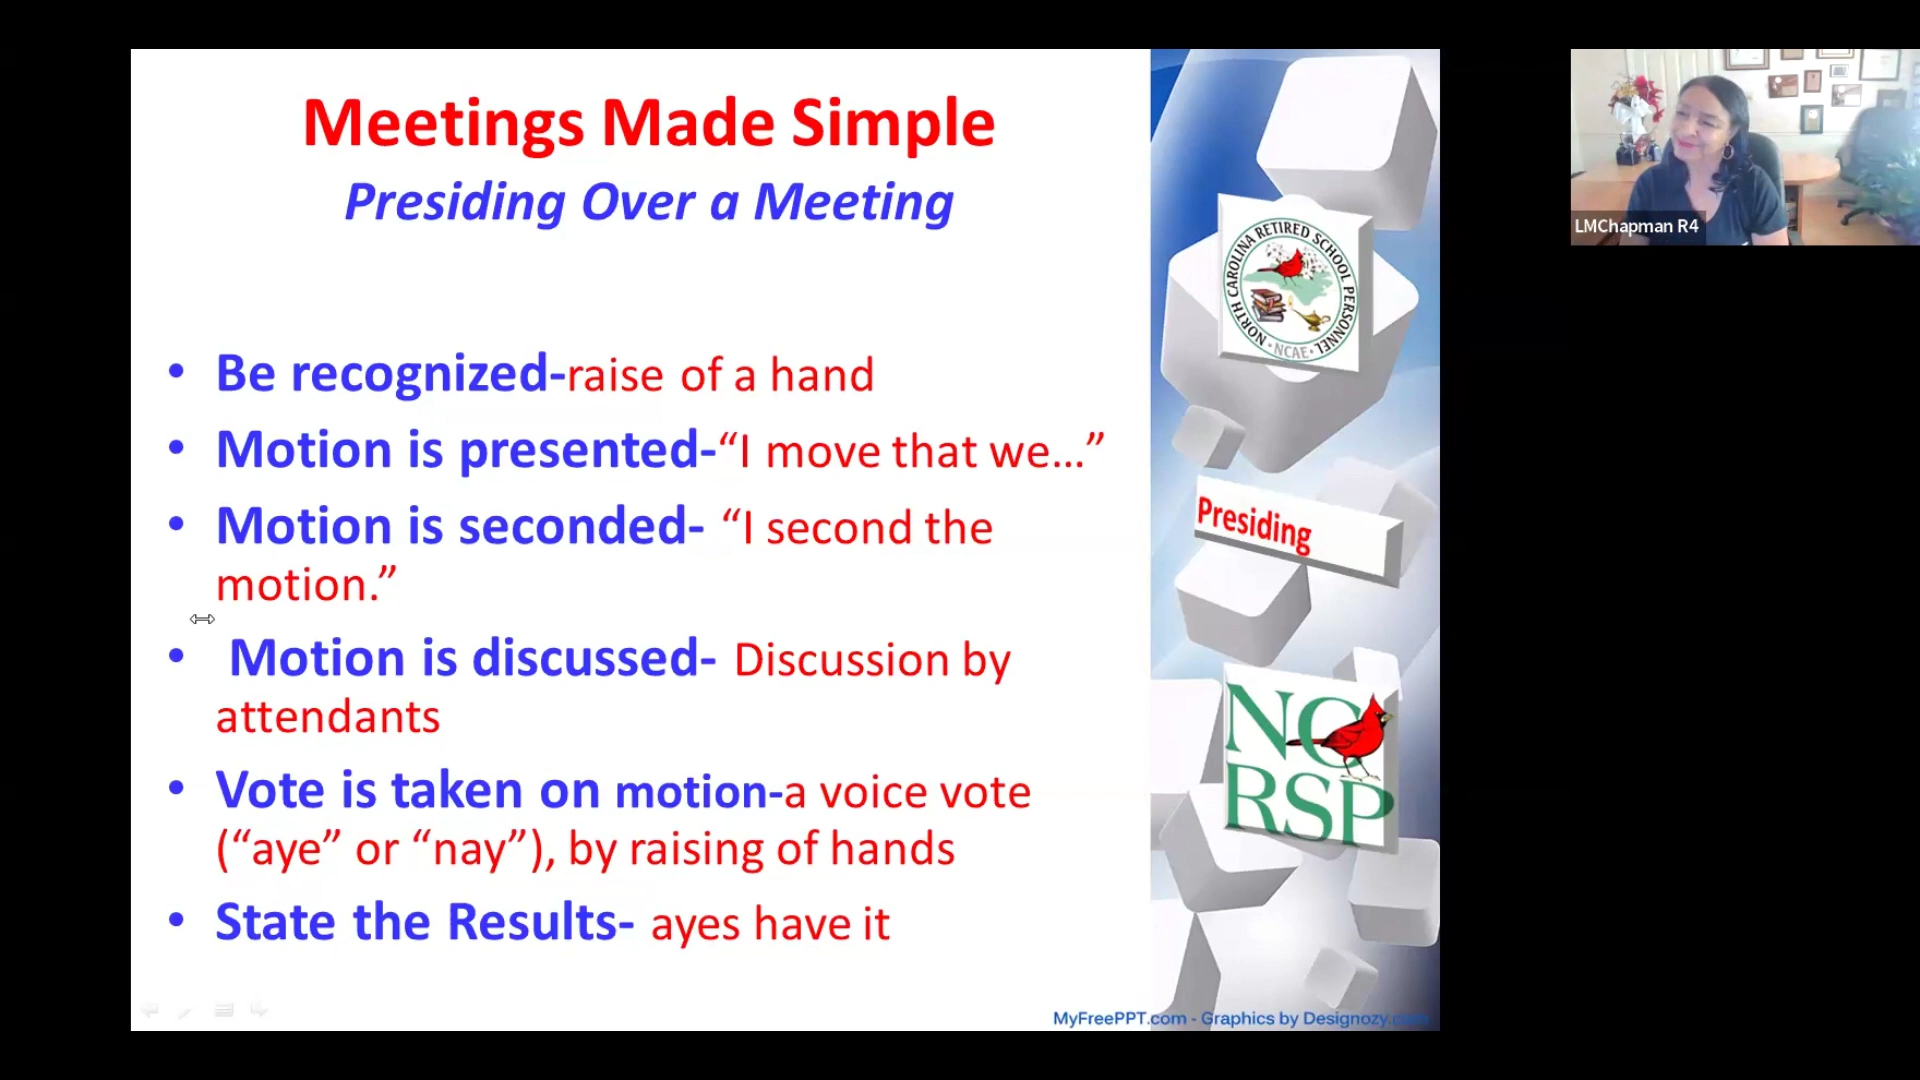 Meetings Made Simple
Presiding Over a Meeting
• Be recognized-raise of a hand
• Motion is presented-“I move that we...”
• Motion is seconded- “I second the
motion.”
• Motion is discussed- Discussion by
attendants
• Vote is taken on motion-a voice vote
(“aye” or “nay”), by raising of hands
• State the Results- ayes have it
NORTH CAROLINA RETIRED SCHOOL PERSONNEL
• NCAE •
Presiding
NC
RSP
MyFreePPT.com - Graphics by Designozy.com
LMChapman R4